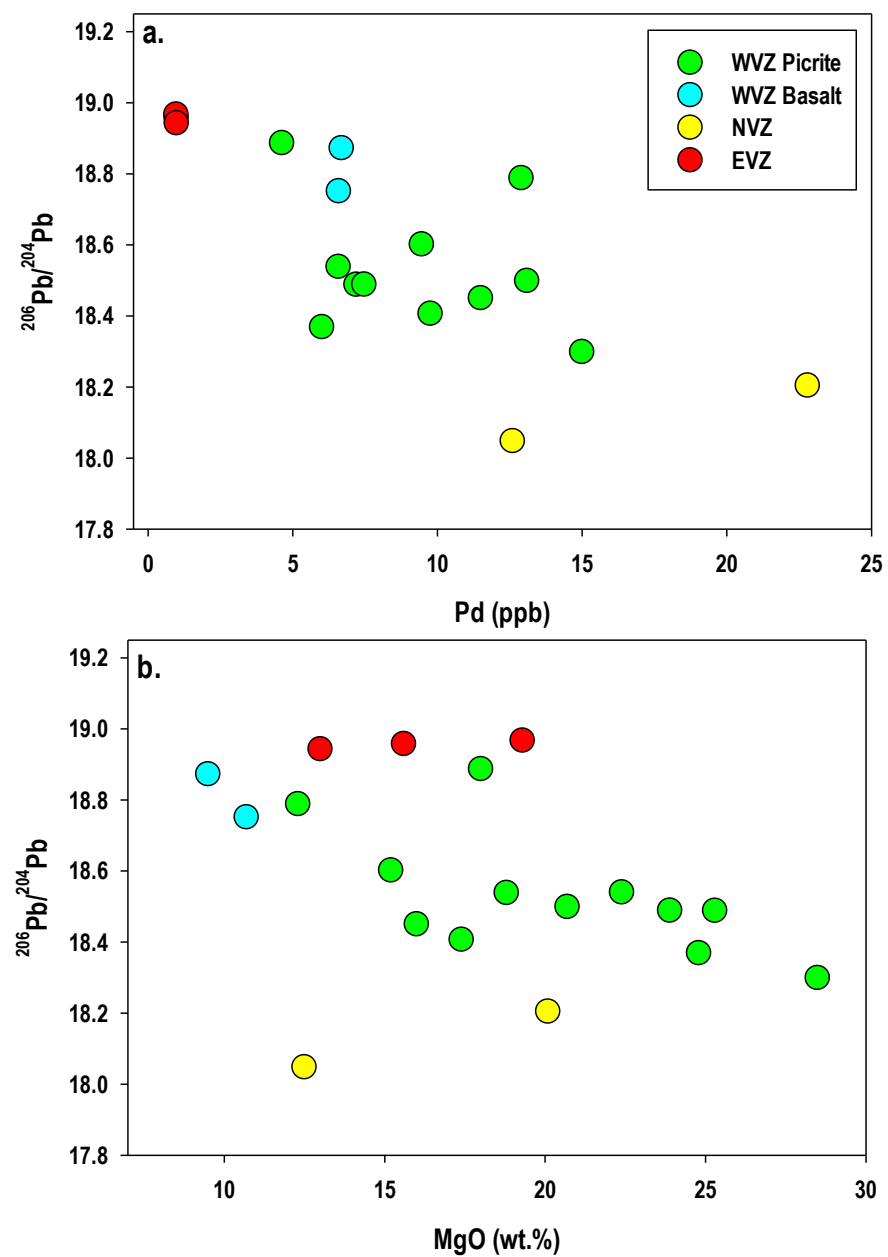 a.
19.2
19.0
18.8
18.6
18.4
18.2
18.0
17.8
206Pb/204Pb
WVZ Picrite
WVZ Basalt
NVZ
EVZ
0 5 10 15 20 25
Pd (ppb)
b.
19.2
19.0
18.8
18.6
18.4
18.2
18.0
17.8
206Pb/204Pb
10 15 20 25 30
MgO (wt.%)